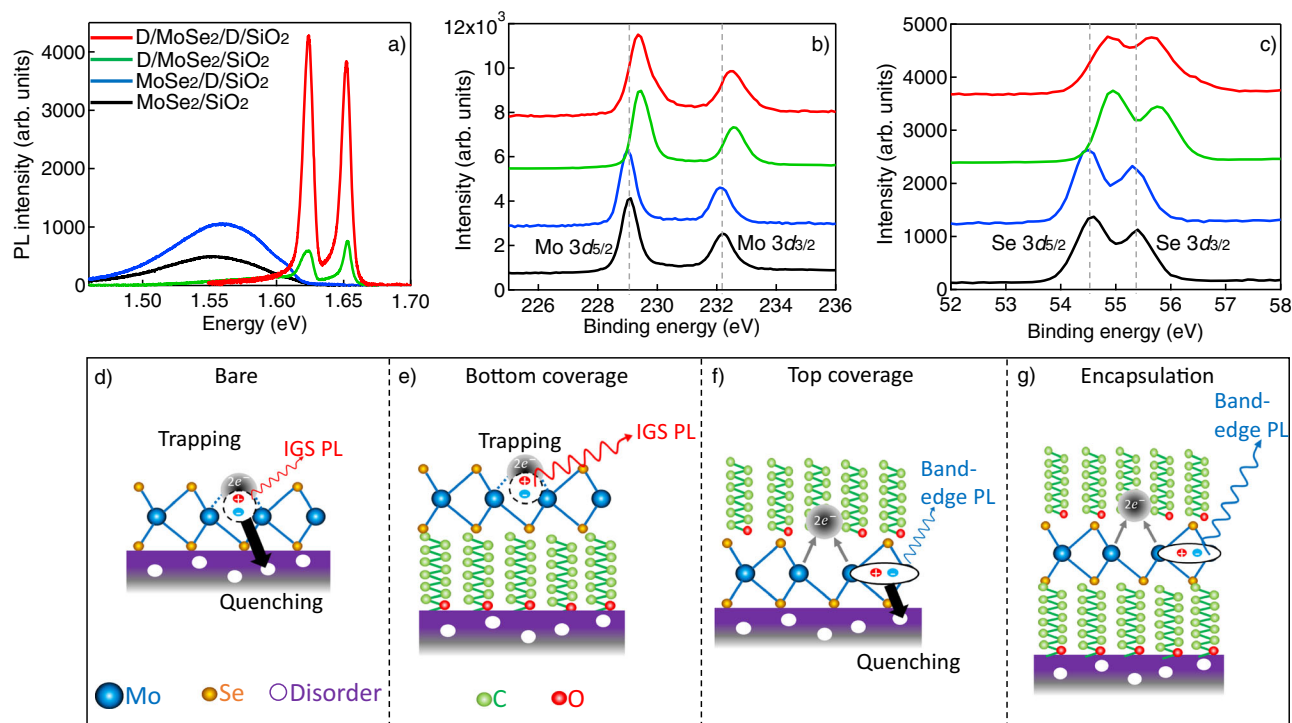 a)
PL intensity (arb. units)
4000
3000
2000
1000
0
D/MoSe2/D/SiO2
D/MoSe2/SiO2
MoSe2/D/SiO2
MoSe2/SiO2
1.50 1.55 1.60 1.65 1.70
Energy (eV)
b)
Intensity (arb. units)
12x10³
10
8
6
4
2
0
Mo 3d5/2
Mo 3d3/2
226 228 230 232 234 236
Binding energy (eV)
c)
Intensity (arb. units)
5000
4000
3000
2000
1000
0
Se 3d5/2
Se 3d3/2
52 53 54 55 56 57 58
Binding energy (eV)
d) Bare
Trapping
IGS PL
2e⁻
+
-
Quenching
Mo
Se
Disorder
e) Bottom coverage
Trapping
IGS PL
2e⁻
+
-
C
O
f) Top coverage
Band-
edge PL
2e⁻
+ -
Quenching
g) Encapsulation
Band-
edge PL
2e⁻
+ -